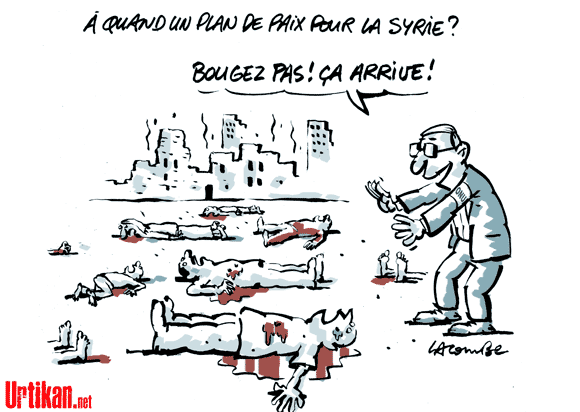 À QUAND UN PLAN DE PAIX POUR LA SYRIE?
BOUGEZ PAS! ÇA ARRIVE!
ONU
LACOMBE
Urtikan.net